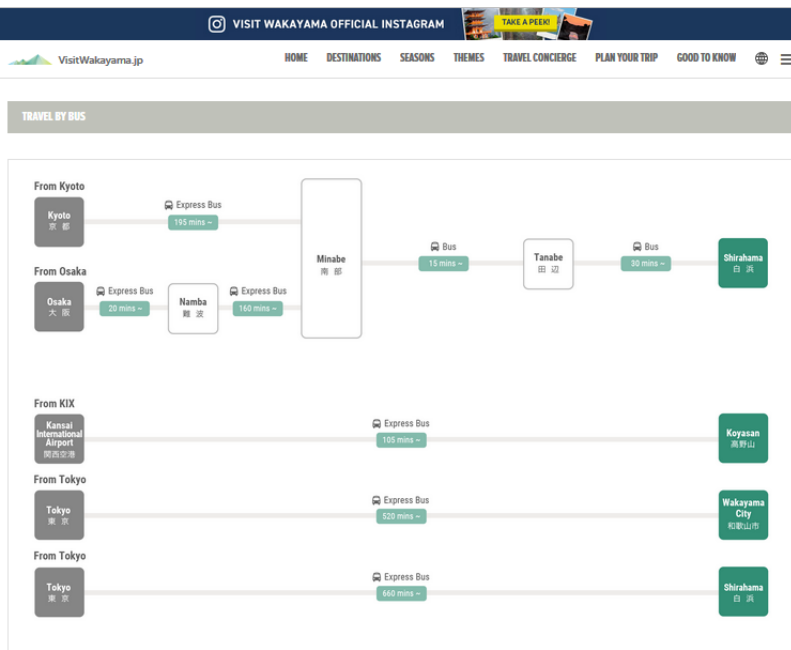 VISIT WAKAYAMA OFFICIAL INSTAGRAM
TAKE A PEEK!
VisitWakayama.jp
HOME DESTINATIONS SEASONS THEMES TRAVEL CONCIERGE PLAN YOUR TRIP GOOD TO KNOW
TRAVEL BY BUS
From Kyoto
Kyoto
京 都
Express Bus
195 mins ~
From Osaka
Osaka
大 阪
Express Bus
20 mins ~
Namba
難 波
Express Bus
160 mins ~
Minabe
南 部
Bus
15 mins ~
Tanabe
田 辺
Bus
30 mins ~
Shirahama
白 浜
From KIX
Kansai
International
Airport
関西空港
Express Bus
105 mins ~
Koyasan
高野山
From Tokyo
Tokyo
東 京
Express Bus
520 mins ~
Wakayama
City
和歌山市
From Tokyo
Tokyo
東 京
Express Bus
660 mins ~
Shirahama
白 浜